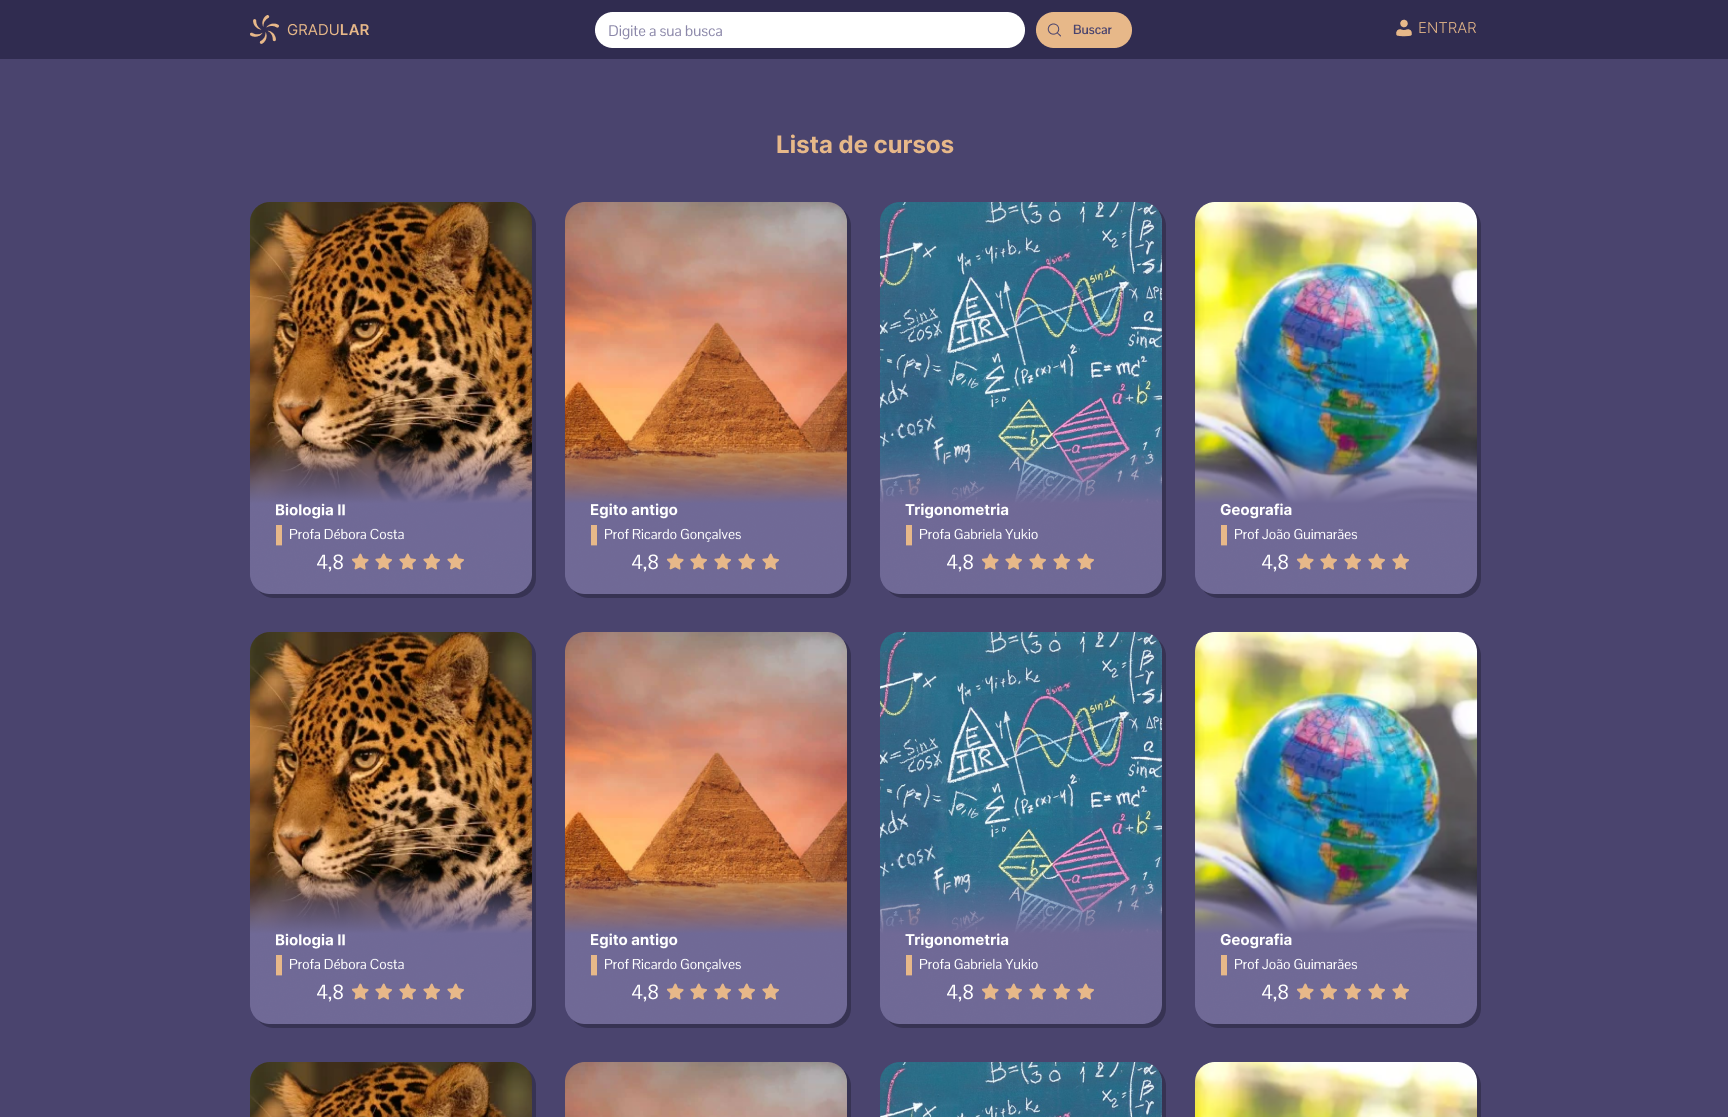 GRADULAR
Digite a sua busca
Buscar
ENTRAR
Lista de cursos
Biologia II
Profa Débora Costa
4,8
Egito antigo
Prof Ricardo Gonçalves
4,8
Trigonometria
Profa Gabriela Yukio
4,8
Geografia
Prof João Guimarães
4,8
Biologia II
Profa Débora Costa
4,8
Egito antigo
Prof Ricardo Gonçalves
4,8
Trigonometria
Profa Gabriela Yukio
4,8
Geografia
Prof João Guimarães
4,8